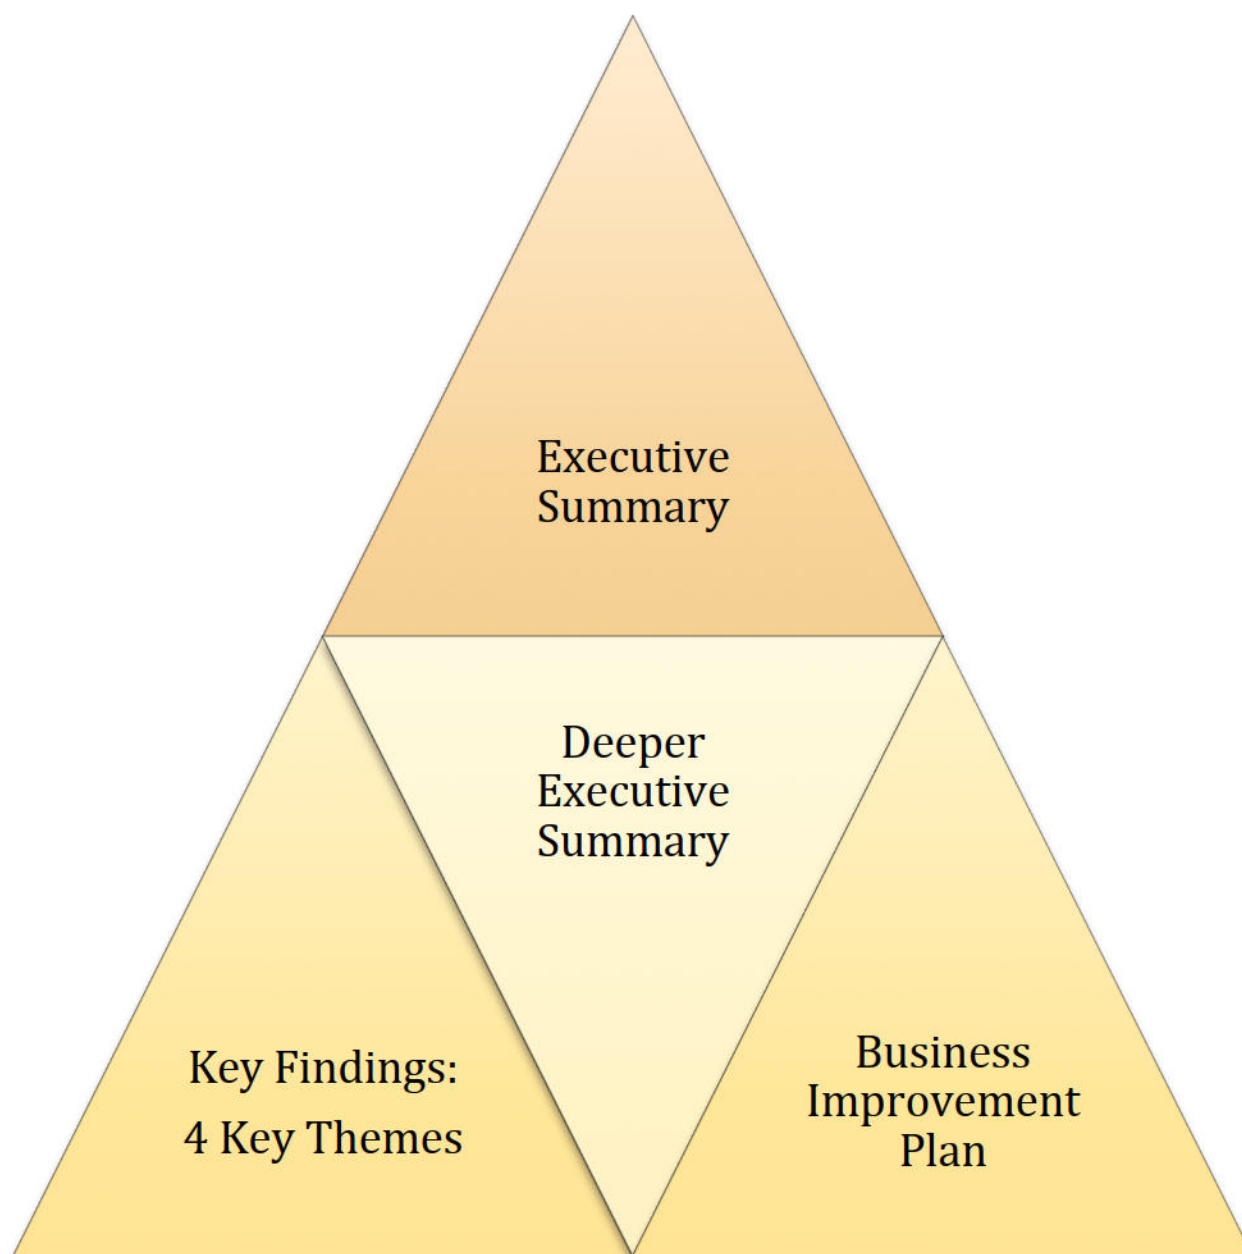 Executive
Summary
Deeper
Executive
Summary
Key Findings:
4 Key Themes
Business
Improvement
Plan